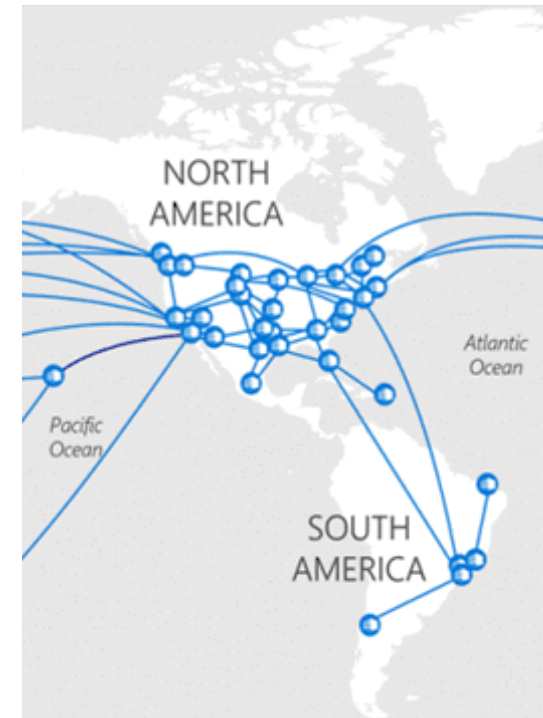 NORTH
AMERICA
Atlantic
Ocean
Pacific
Ocean
SOUTH
AMERICA